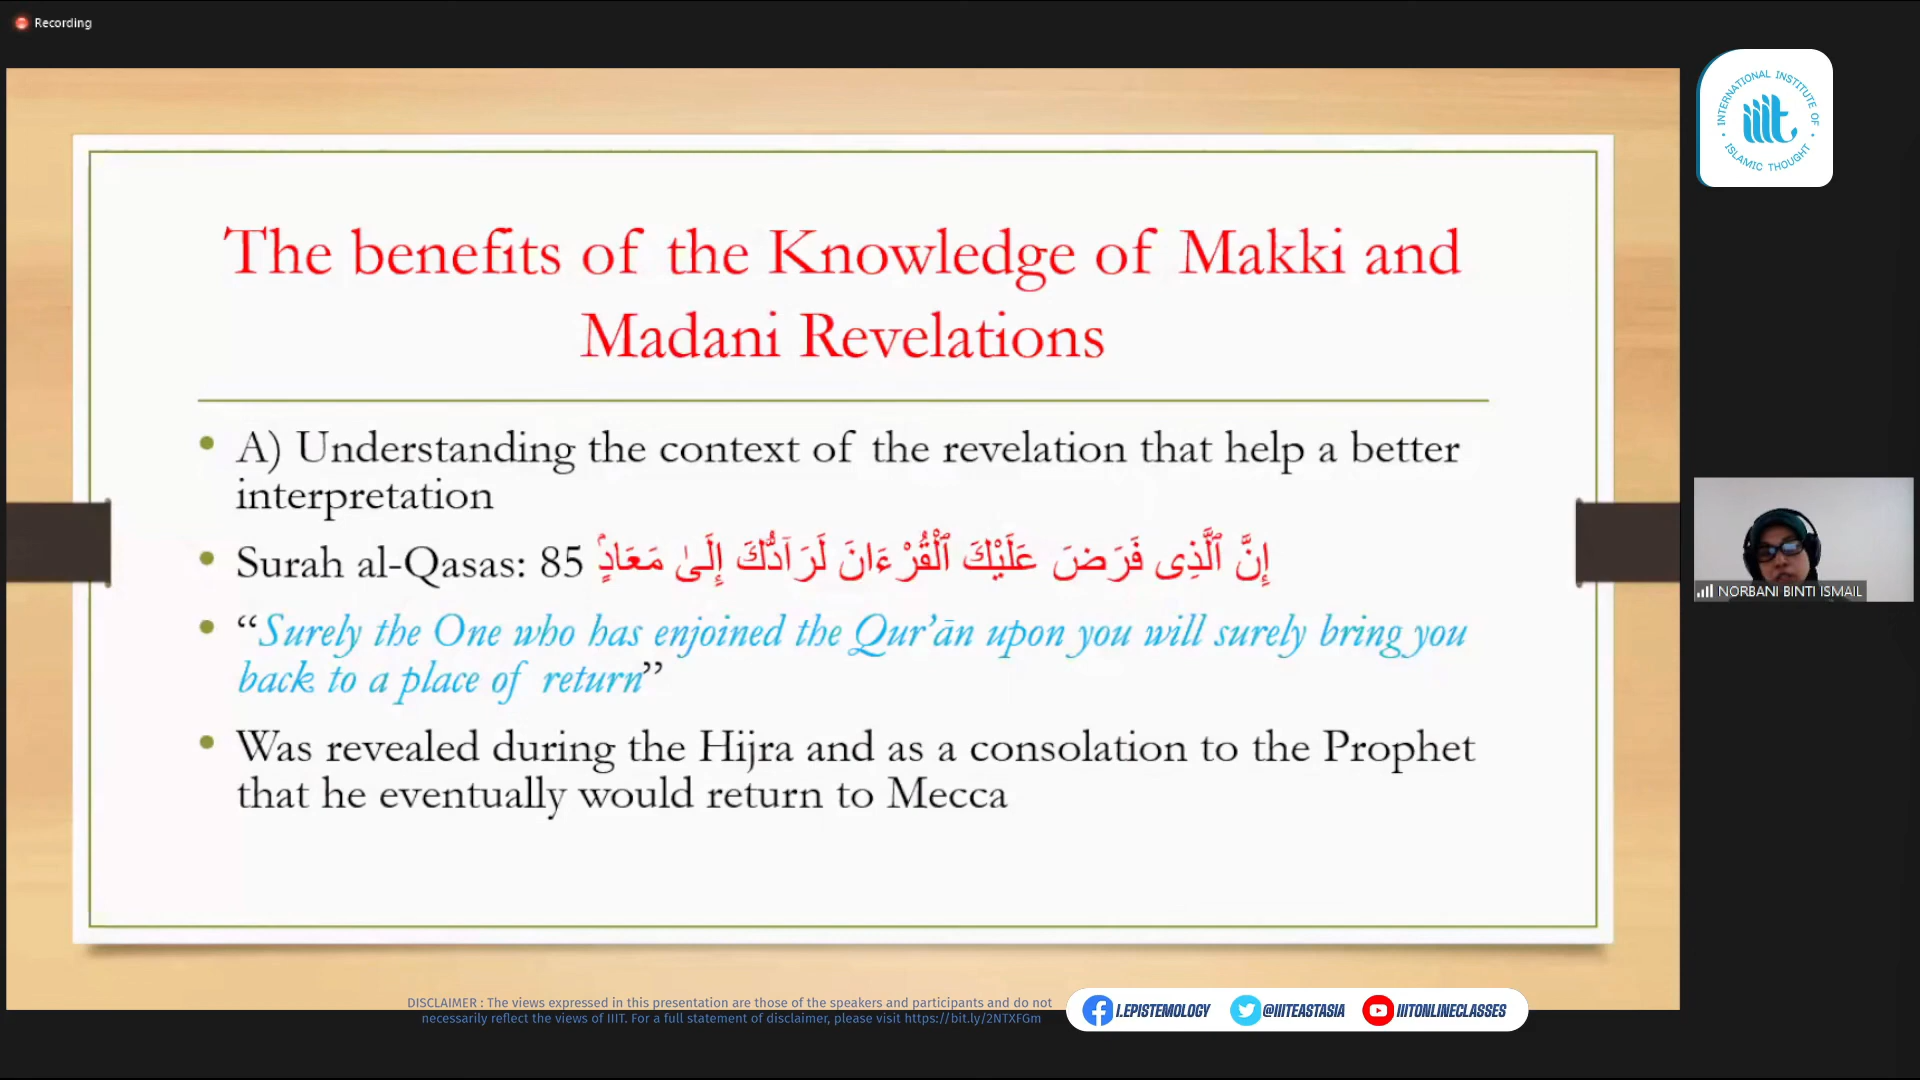 Recording
INTERNATIONAL INSTITUTE OF
iiit
ISLAMIC THOUGHT
The benefits of the Knowledge of Makki and
Madani Revelations
A) Understanding the context of the revelation that help a better
interpretation
Surah al-Qasas: 85 إِنَّ ٱلَّذِى فَرَضَ عَلَيْكَ ٱلْقُرْءَانَ لَرَآدُّكَ إِلَىٰ مَعَادٍۢ
“Surely the One who has enjoined the Qur’ān upon you will surely bring you
back to a place of return”
Was revealed during the Hijra and as a consolation to the Prophet
that he eventually would return to Mecca
NORBANI BINTI ISMAIL
DISCLAIMER : The views expressed in this presentation are those of the speakers and participants and do not
necessarily reflect the views of IIIT. For a full statement of disclaimer, please visit https://bit.ly/2NTXFGm
I.EPISTEMOLOGY @IIITEASTASIA IIITONLINECLASSES